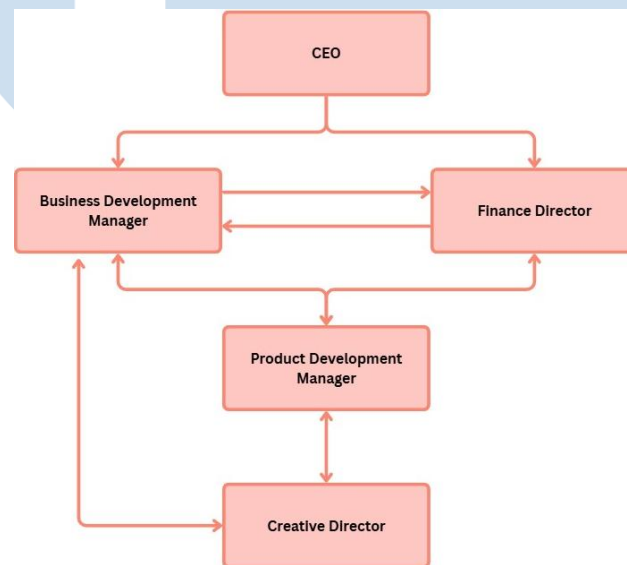 CEO
Business Development
Manager
Finance Director
Product Development
Manager
Creative Director